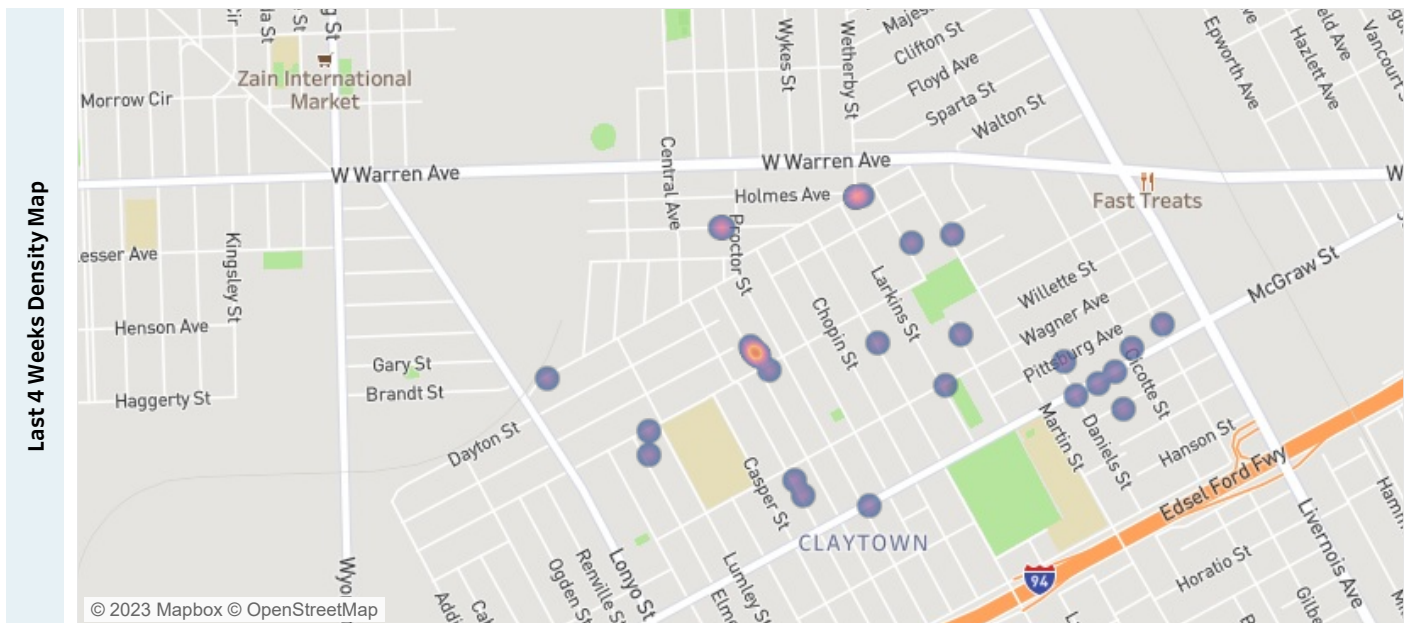 Last 4 Weeks Density Map
Zain International
Market
Morrow Cir
W Warren Ave
W Warren Ave
Kingsley St
Henson Ave
Haggerty St
Gary St
Brandt St
Dayton St
Central Ave
Wykes St
Wetherby St
Clifton St
Floyd Ave
Sparta St
Walton St
Epworth Ave
Hazlett Ave
Holmes Ave
Proctor St
Fast Treats
McGraw St
Larkins St
Chopin St
Willette St
Wagner Ave
Pittsburg Ave
Cicotte St
Martin St
Daniels St
Hanson St
Casper St
CLAYTOWN
Edsel Ford Fwy
94
Livernois Ave
Horatio St
Lumley St
Lonyo St
Renville S
Ogden St
© 2023 Mapbox © OpenStreetMap